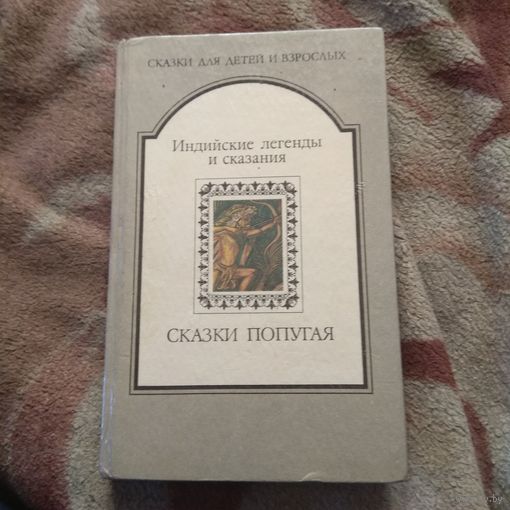 СКАЗКИ ДЛЯ ДЕТЕЙ И ВЗРОСЛЫХ
Индийские легенды
и сказания
СКАЗКИ ПОПУГАЯ